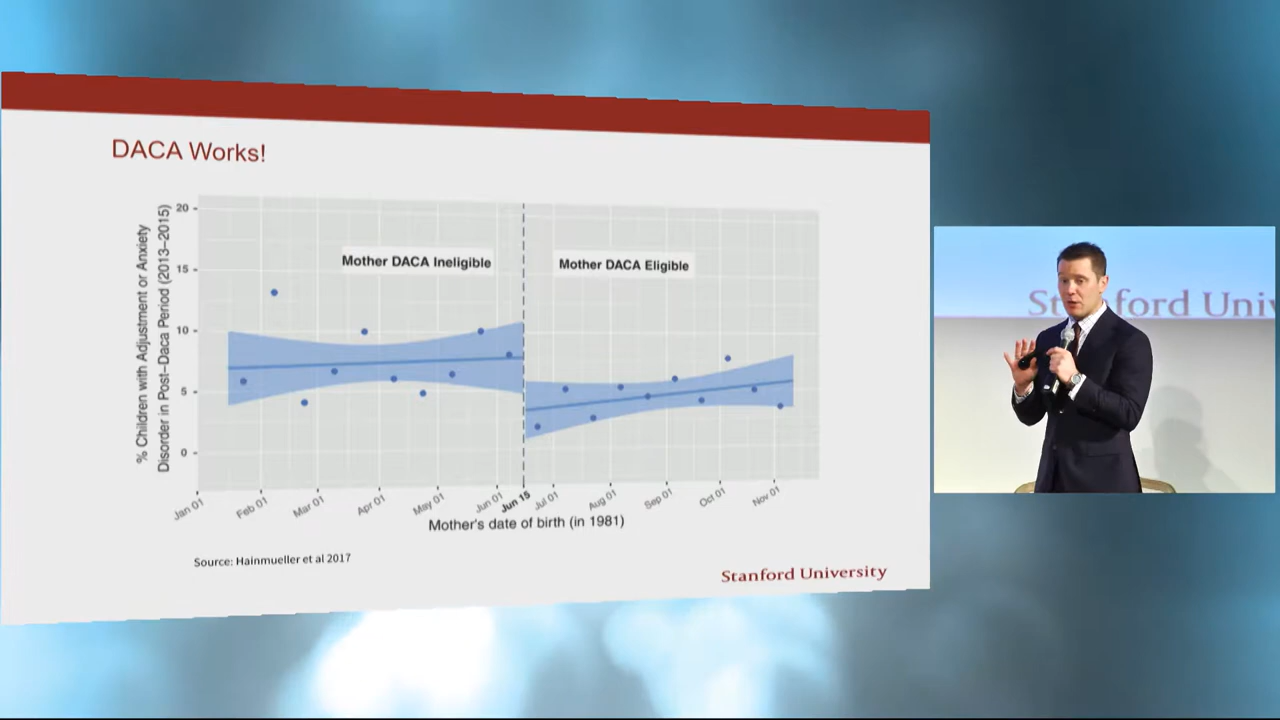 DACA Works!
% Children with Adjustment or Anxiety
Disorder in Post–Daca Period (2013–2015)
20
15
10
5
0
Mother DACA Ineligible
Mother DACA Eligible
Jan 01
Feb 01
Mar 01
Apr 01
May 01
Jun 01
Jun 15
Jul 01
Aug 01
Sep 01
Oct 01
Nov 01
Mother's date of birth (in 1981)
Source: Hainmueller et al 2017
Stanford University
Stanford Univ